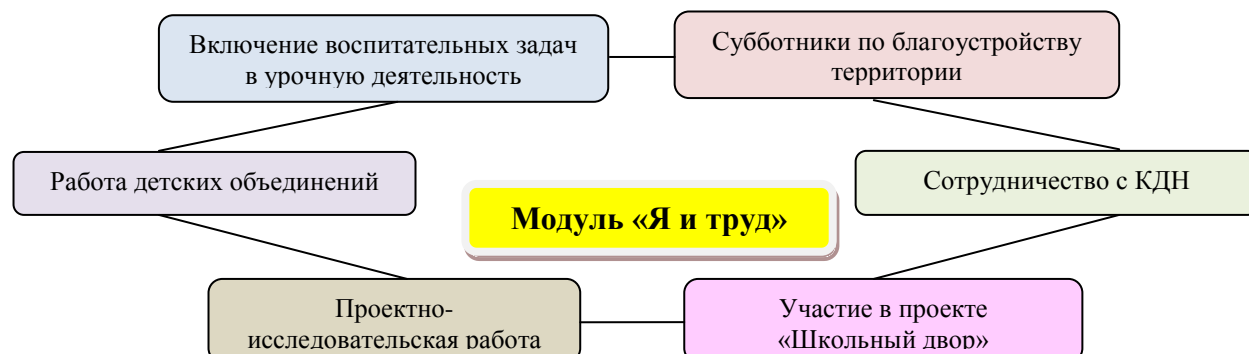 Включение воспитательных задач
в урочную деятельность
Субботники по благоустройству
территории
Работа детских объединений
Сотрудничество с КДН
Модуль «Я и труд»
Проектно-
исследовательская работа
Участие в проекте
«Школьный двор»